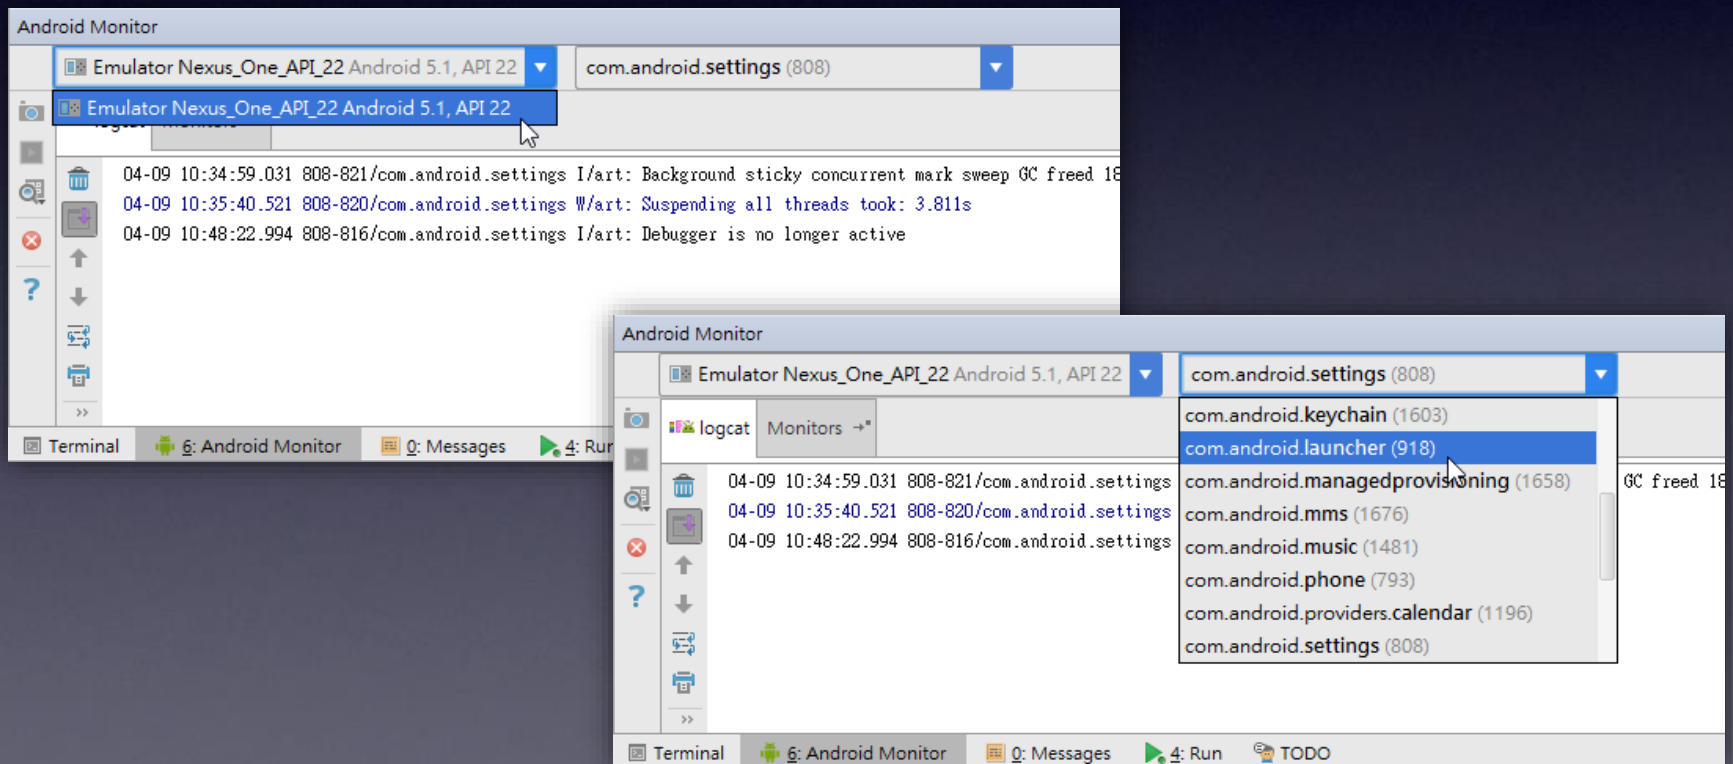 Android Monitor
Emulator Nexus_One_API_22 Android 5.1, API 22
com.android.settings (808)
Emulator Nexus_One_API_22 Android 5.1, API 22
04-09 10:34:59.031 808-821/com.android.settings I/art: Background sticky concurrent mark sweep GC freed 18
04-09 10:35:40.521 808-820/com.android.settings W/art: Suspending all threads took: 3.811s
04-09 10:48:22.994 808-816/com.android.settings I/art: Debugger is no longer active
?
Terminal
6: Android Monitor
0: Messages
4: Run
Android Monitor
Emulator Nexus_One_API_22 Android 5.1, API 22
com.android.settings (808)
logcat
Monitors
com.android.keychain (1603)
com.android.launcher (918)
com.android.managedprovisioning (1658)
com.android.mms (1676)
com.android.music (1481)
com.android.phone (793)
com.android.providers.calendar (1196)
com.android.settings (808)
04-09 10:34:59.031 808-821/com.android.settings
GC freed 18
04-09 10:35:40.521 808-820/com.android.settings
04-09 10:48:22.994 808-816/com.android.settings
?
Terminal
6: Android Monitor
0: Messages
4: Run
TODO